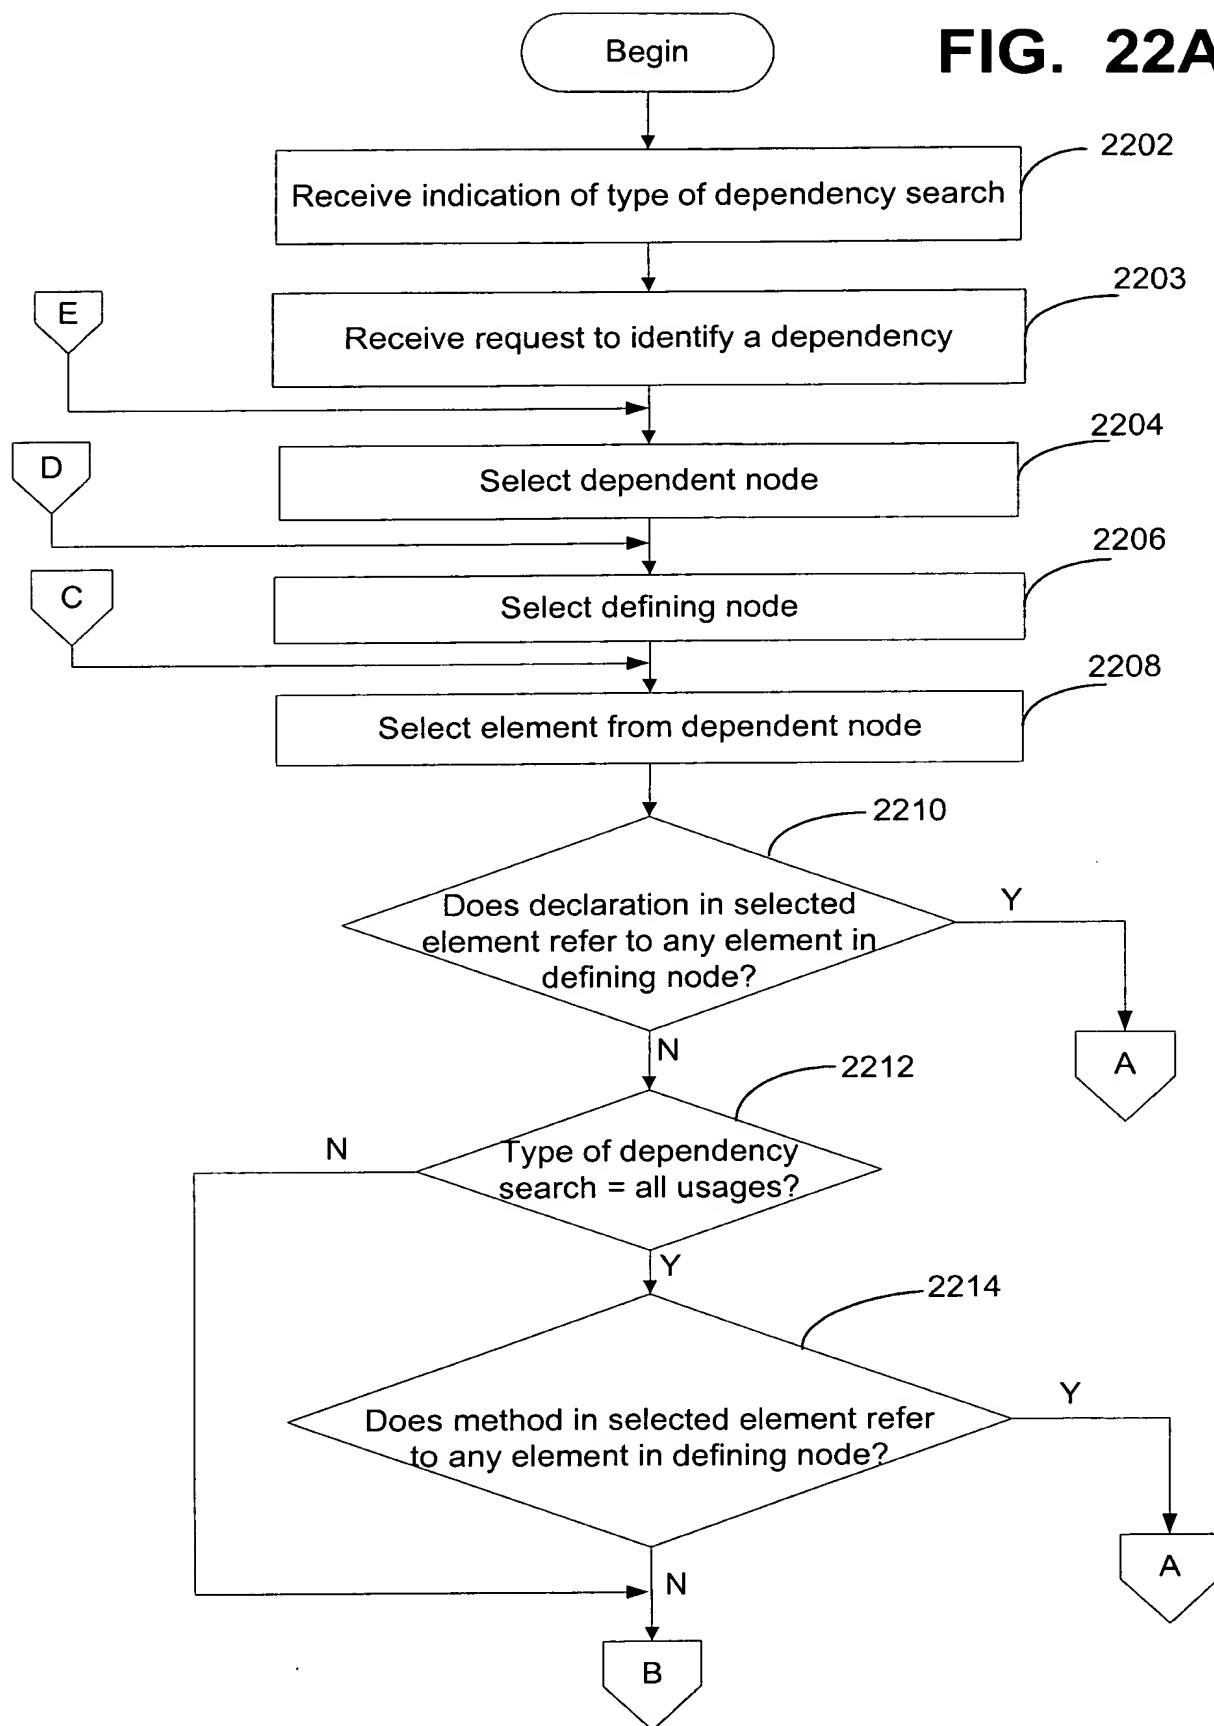 Begin
FIG. 22A
2202
Receive indication of type of dependency search
2203
E
Receive request to identify a dependency
2204
D
Select dependent node
2206
C
Select defining node
2208
Select element from dependent node
2210
Does declaration in selected
element refer to any element in
defining node?
Y
A
N
2212
N
Type of dependency
search = all usages?
Y
2214
Y
Does method in selected element refer
to any element in defining node?
A
N
B